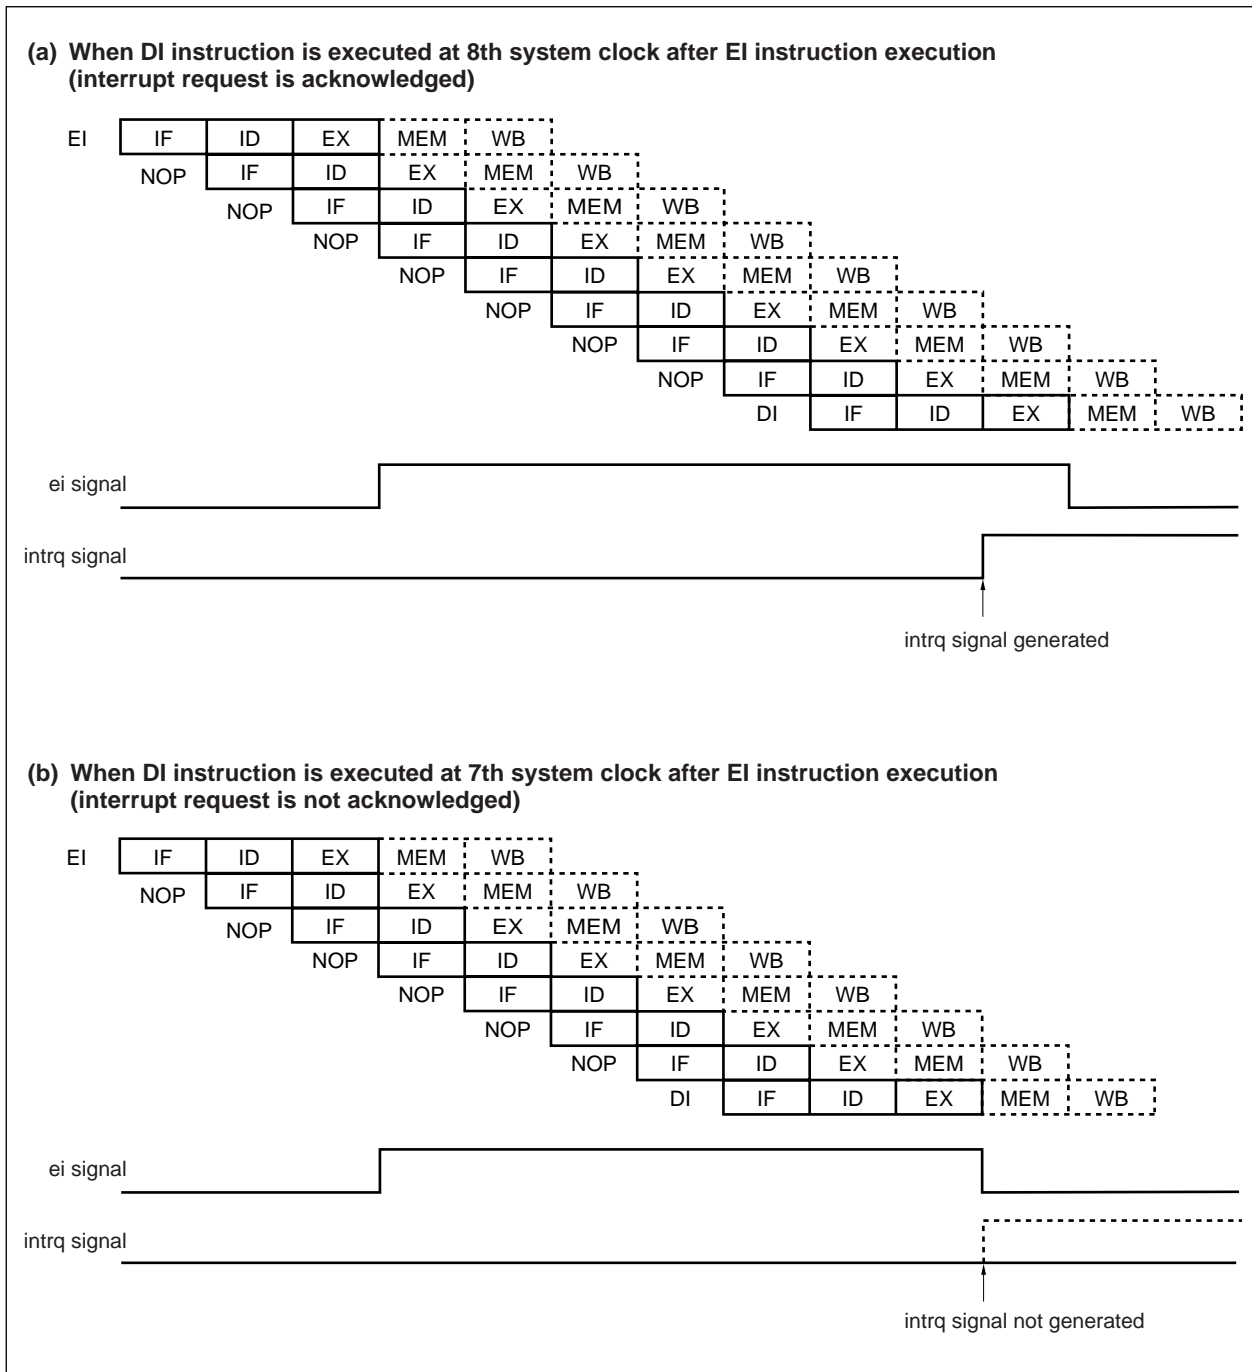 (a) When DI instruction is executed at 8th system clock after EI instruction execution
(interrupt request is acknowledged)
EI IF ID EX MEM WB
NOP IF ID EX MEM WB
NOP IF ID EX MEM WB
NOP IF ID EX MEM WB
NOP IF ID EX MEM WB
NOP IF ID EX MEM WB
NOP IF ID EX MEM WB
NOP IF ID EX MEM WB
DI IF ID EX MEM WB
ei signal
intrq signal
intrq signal generated
(b) When DI instruction is executed at 7th system clock after EI instruction execution
(interrupt request is not acknowledged)
EI IF ID EX MEM WB
NOP IF ID EX MEM WB
NOP IF ID EX MEM WB
NOP IF ID EX MEM WB
NOP IF ID EX MEM WB
NOP IF ID EX MEM WB
NOP IF ID EX MEM WB
DI IF ID EX MEM WB
ei signal
intrq signal
intrq signal not generated